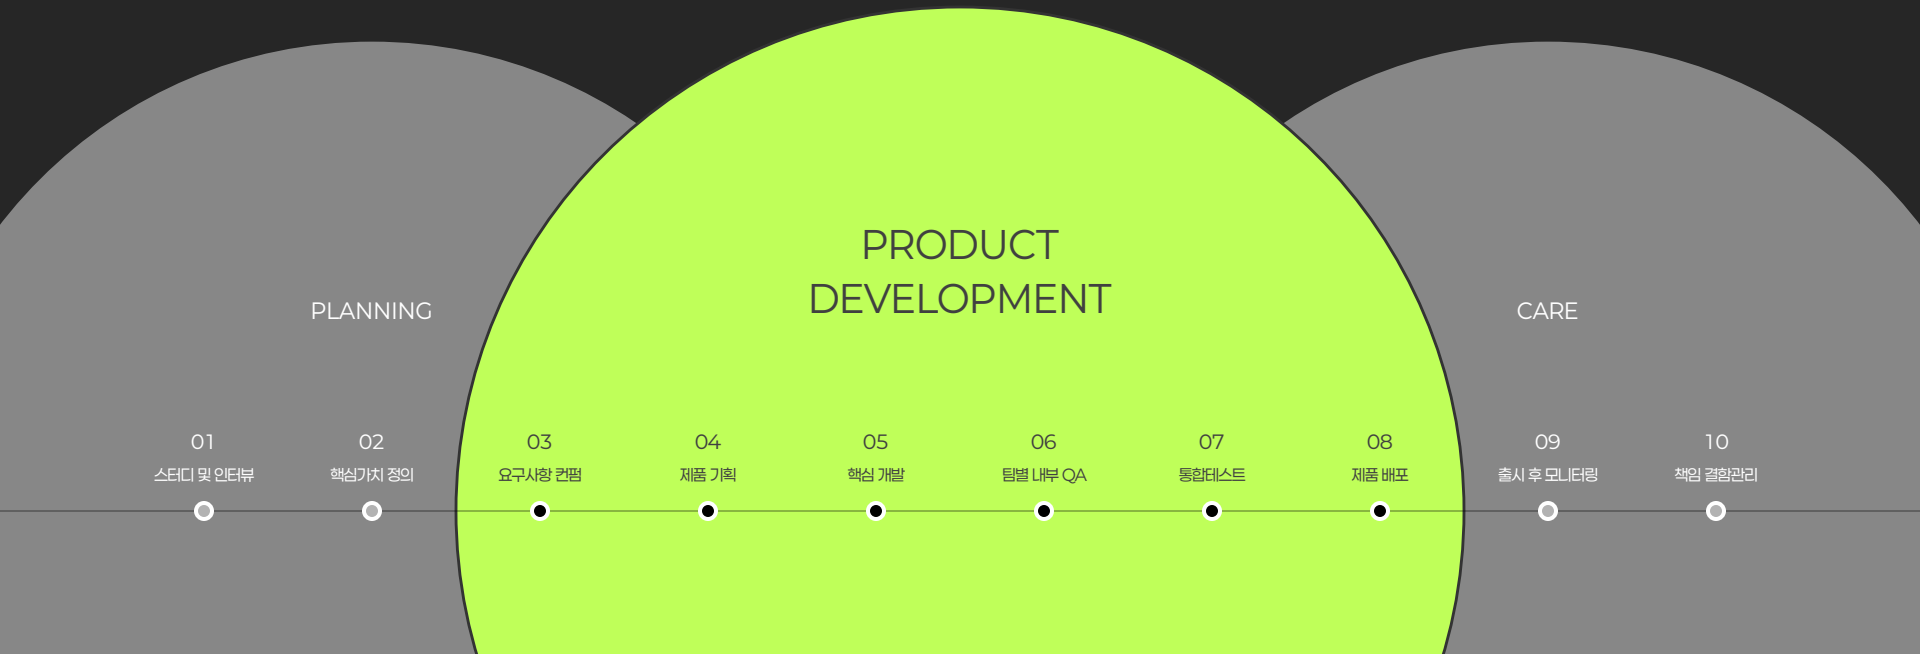 PRODUCT
DEVELOPMENT
PLANNING
CARE
01
스터디 및 인터뷰
02
핵심가치 정의
03
요구사항 컨펌
04
제품 기획
05
핵심 개발
06
팀별 내부 QA
07
통합테스트
08
제품 배포
09
출시 후 모니터링
10
책임 결함관리